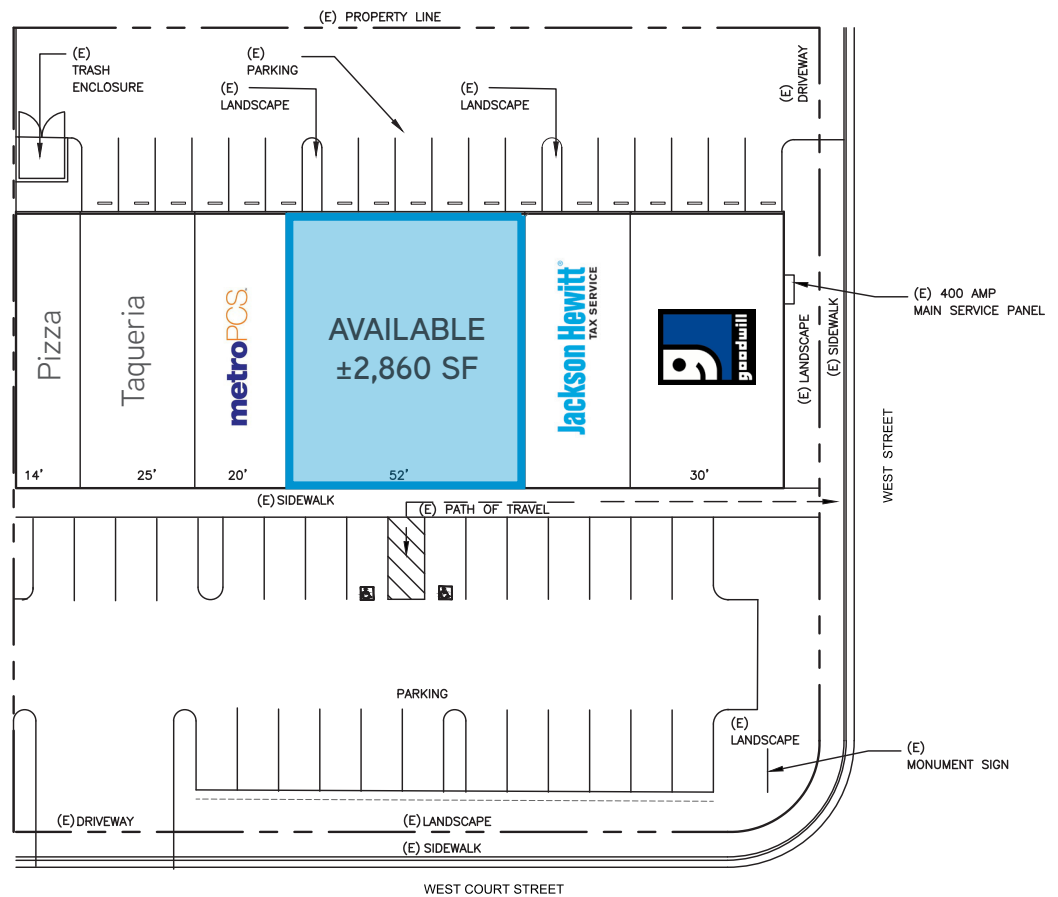 (E) PROPERTY LINE
(E)
TRASH
ENCLOSURE
(E)
PARKING
(E)
LANDSCAPE
(E)
LANDSCAPE
(E)
DRIVEWAY
Pizza
Taqueria
metroPCS.
AVAILABLE
±2,860 SF
Jackson Hewitt®
TAX SERVICE
goodwill
(E) 400 AMP
MAIN SERVICE PANEL
(E) LANDSCAPE
(E) SIDEWALK
14'
25'
20'
52'
30'
WEST STREET
(E) SIDEWALK
(E) PATH OF TRAVEL
PARKING
(E)
LANDSCAPE
(E)
MONUMENT SIGN
(E) DRIVEWAY
(E) LANDSCAPE
(E) SIDEWALK
WEST COURT STREET